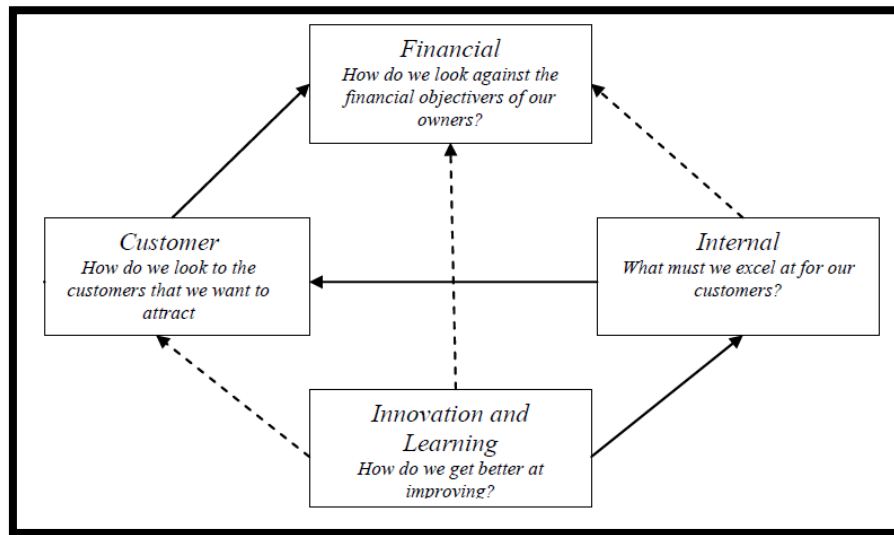 Financial
How do we look against the
financial objectivers of our
owners?
Customer
How do we look to the
customers that we want to
attract
Internal
What must we excel at for our
customers?
Innovation and
Learning
How do we get better at
improving?